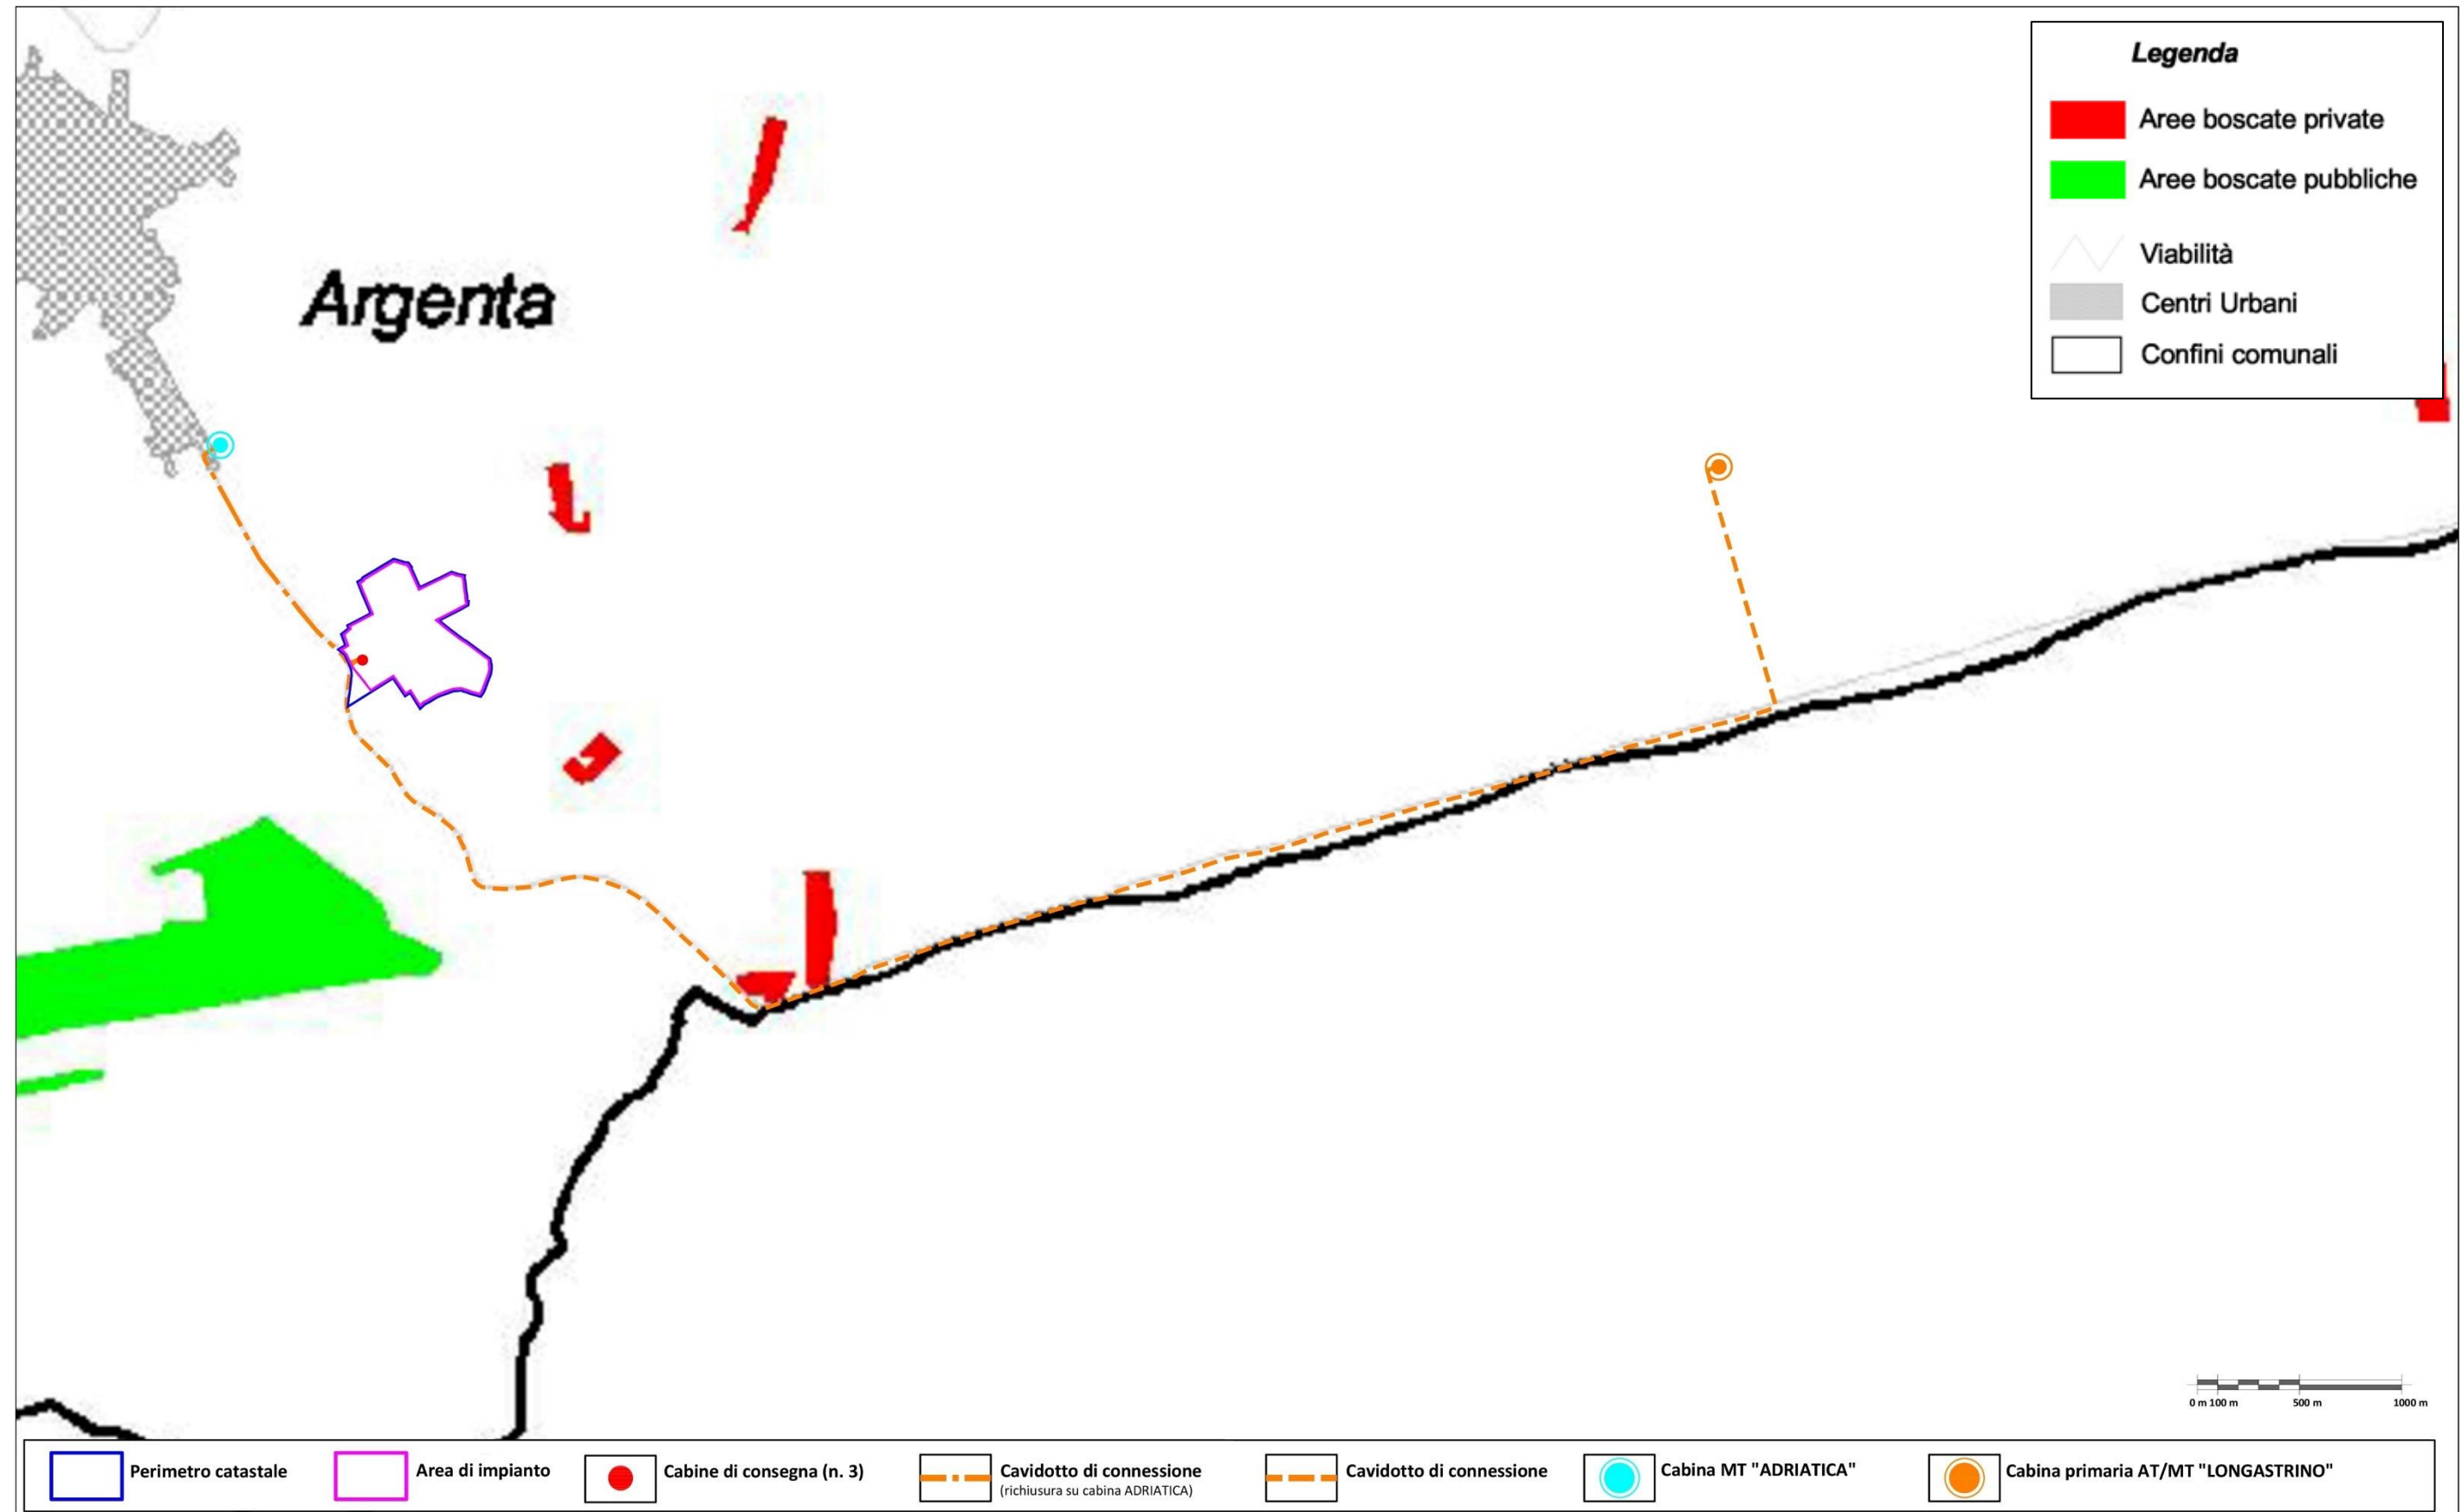 Legenda
Aree boscate private
Aree boscate pubbliche
Viabilità
Centri Urbani
Confini comunali
Argenta
0 m 100 m 500 m 1000 m
Perimetro catastale
Area di impianto
Cabine di consegna (n. 3)
Cavidotto di connessione
(richiusura su cabina ADRIATICA)
Cavidotto di connessione
Cabina MT "ADRIATICA"
Cabina primaria AT/MT "LONGASTRINO"